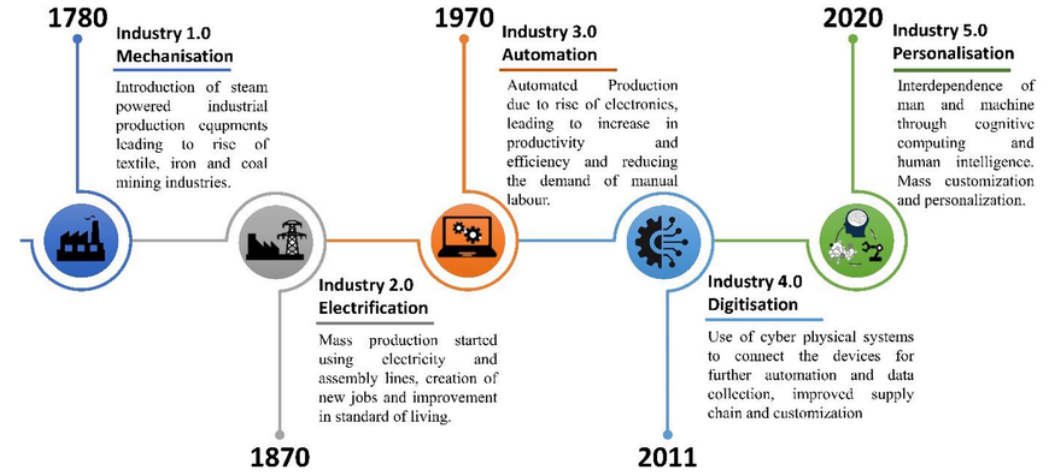 1780
Industry 1.0
Mechanisation
Introduction of steam
powered industrial
production equpments
leading to rise of
textile, iron and coal
mining industries.
1870
Industry 2.0
Electrification
Mass production started
using electricity and
assembly lines, creation of
new jobs and improvement
in standard of living.
1970
Industry 3.0
Automation
Automated Production
due to rise of electronics,
leading to increase in
productivity and
efficiency and reducing
the demand of manual
labour.
2011
Industry 4.0
Digitisation
Use of cyber physical systems
to connect the devices for
further automation and data
collection, improved supply
chain and customization
2020
Industry 5.0
Personalisation
Interdependence of
man and machine
through cognitive
computing and
human intelligence.
Mass customization
and personalization.